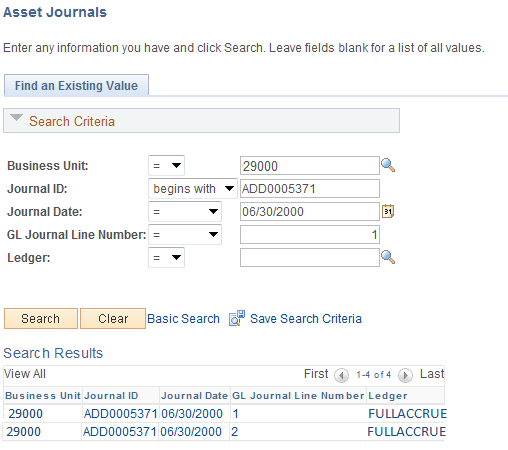 Asset Journals
Enter any information you have and click Search. Leave fields blank for a list of all values.
Find an Existing Value
Search Criteria
Business Unit: = 29000
Journal ID: begins with ADD0005371
Journal Date: = 06/30/2000 31
GL Journal Line Number: = 1
Ledger: =
Search Clear Basic Search Save Search Criteria
Search Results
View All First 1-4 of 4 Last
Business Unit Journal ID Journal Date GL Journal Line Number Ledger
29000 ADD0005371 06/30/2000 1 FULLACCRUE
29000 ADD0005371 06/30/2000 2 FULLACCRUE